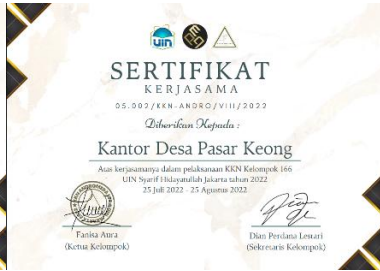 uin
SERTIFIKAT
KERJASAMA
05.002/KKN-ANDRO/VIII/2022
Diberikan Kepada :
Kantor Desa Pasar Keong
Atas kerjasamanya dalam pelaksanaan KKN Kelompok 166
UIN Syarif Hidayatullah Jakarta tahun 2022
25 Juli 2022 - 25 Agustus 2022
(Ketua Kelompok)
Dian Perdana Lestari
(Sekretaris Kelompok)